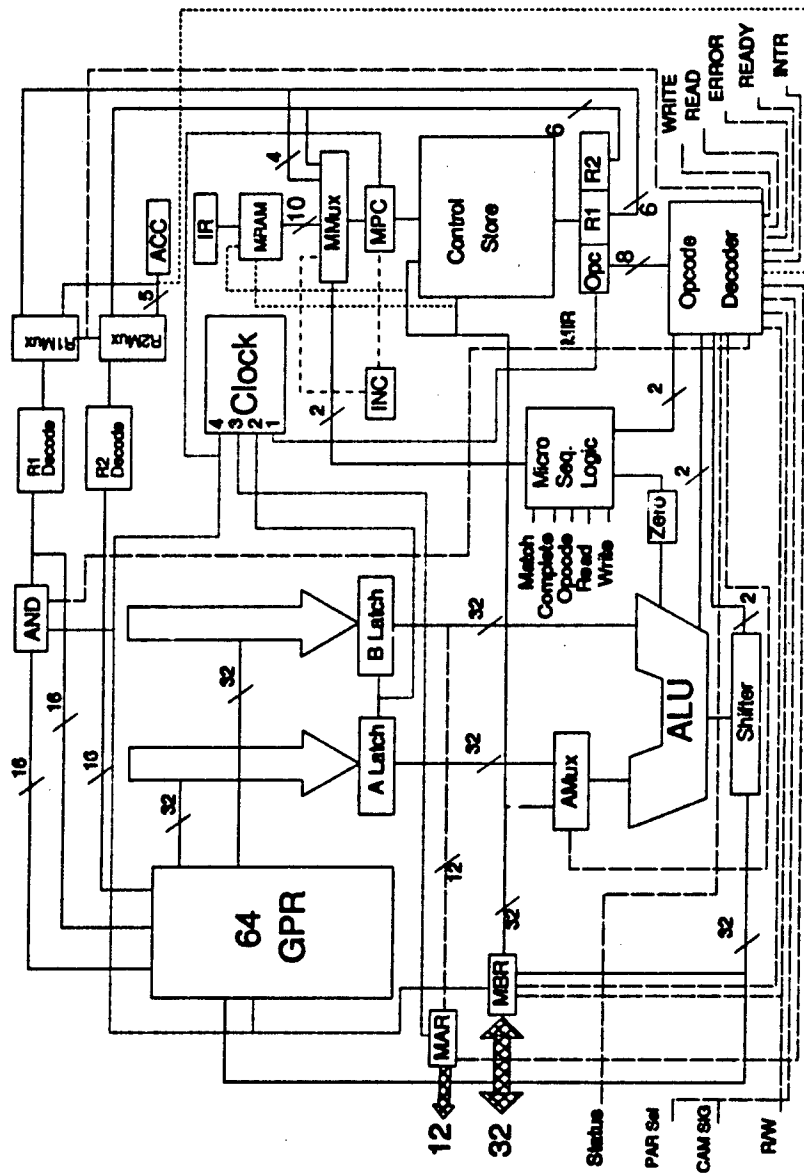 R1Mux
R2Mux
ACC
5
R1
Decode
R2
Decode
AND
16
16
16
IR
MRAM
10
4
MMux
MPC
INC
Clock
4
3
2
1
2
Control
Store
6
Opc
R1
R2
MIR
8
6
Opcode
Decoder
WRITE
READ
ERROR
READY
INTR
64
GPR
32
32
A Latch
B Latch
32
32
Micro
Seq.
Logic
Match
Complete
Opcode
Read
Write
2
2
Zero
AMux
ALU
Shifter
2
12
32
32
MAR
MBR
12
32
Status
PAR Sel
CAM SIG
R/W